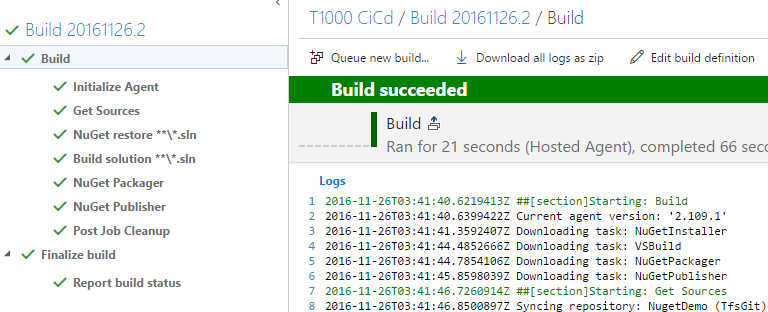 Build 20161126.2
Build
Initialize Agent
Get Sources
NuGet restore **\*.sln
Build solution **\*.sln
NuGet Packager
NuGet Publisher
Post Job Cleanup
Finalize build
Report build status
T1000 CiCd / Build 20161126.2 / Build
Queue new build... Download all logs as zip Edit build definition
Build succeeded
Build
Ran for 21 seconds (Hosted Agent), completed 66 seco
Logs
1 2016-11-26T03:41:40.6219413Z ##[section]Starting: Build
2 2016-11-26T03:41:40.6399422Z Current agent version: '2.109.1'
3 2016-11-26T03:41:41.3592407Z Downloading task: NuGetInstaller
4 2016-11-26T03:41:44.4852666Z Downloading task: VSBuild
5 2016-11-26T03:41:44.7854106Z Downloading task: NuGetPackager
6 2016-11-26T03:41:45.8598039Z Downloading task: NuGetPublisher
7 2016-11-26T03:41:46.7260914Z ##[section]Starting: Get Sources
8 2016-11-26T03:41:46.8500897Z Syncing repository: NugetDemo (TfsGit)